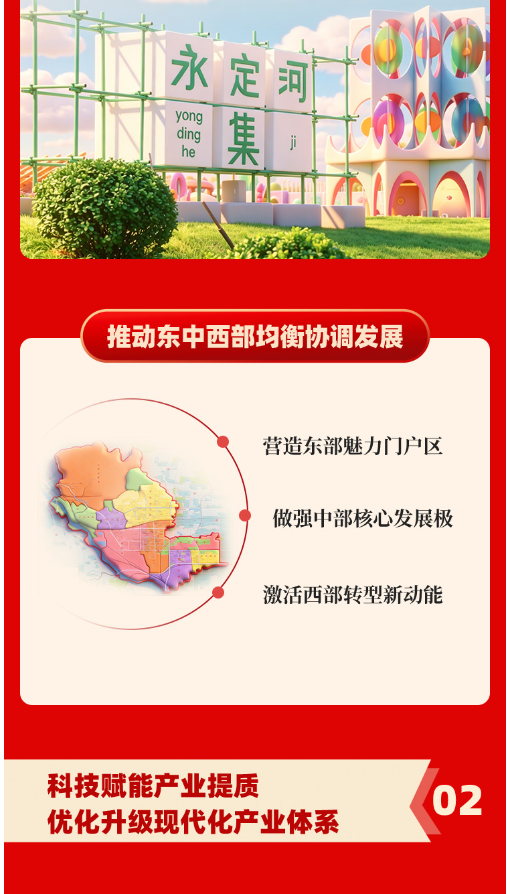 永定河
yong
ding
he
集
ji
推动东中西部均衡协调发展
营造东部魅力门户区
做强中部核心发展极
激活西部转型新动能
科技赋能产业提质
优化升级现代化产业体系
02